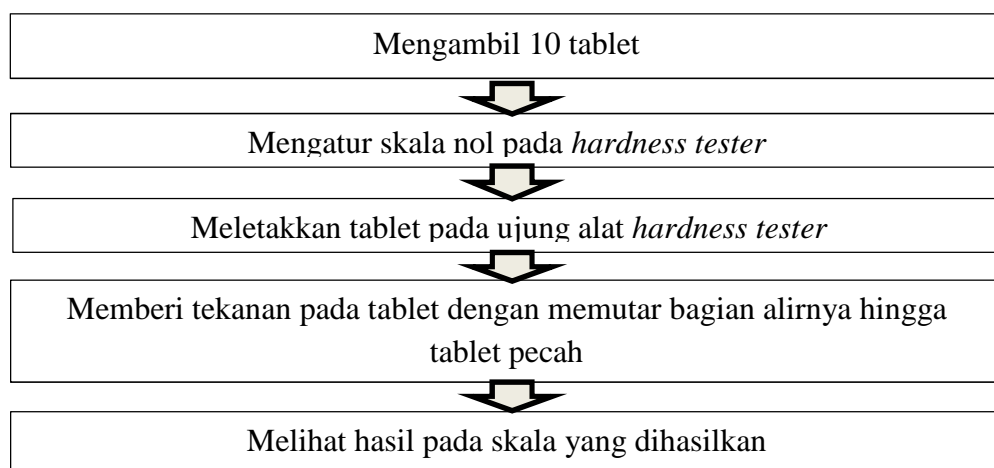 Mengambil 10 tablet
Mengatur skala nol pada hardness tester
Meletakkan tablet pada ujung alat hardness tester
Memberi tekanan pada tablet dengan memutar bagian alirnya hingga
tablet pecah
Melihat hasil pada skala yang dihasilkan